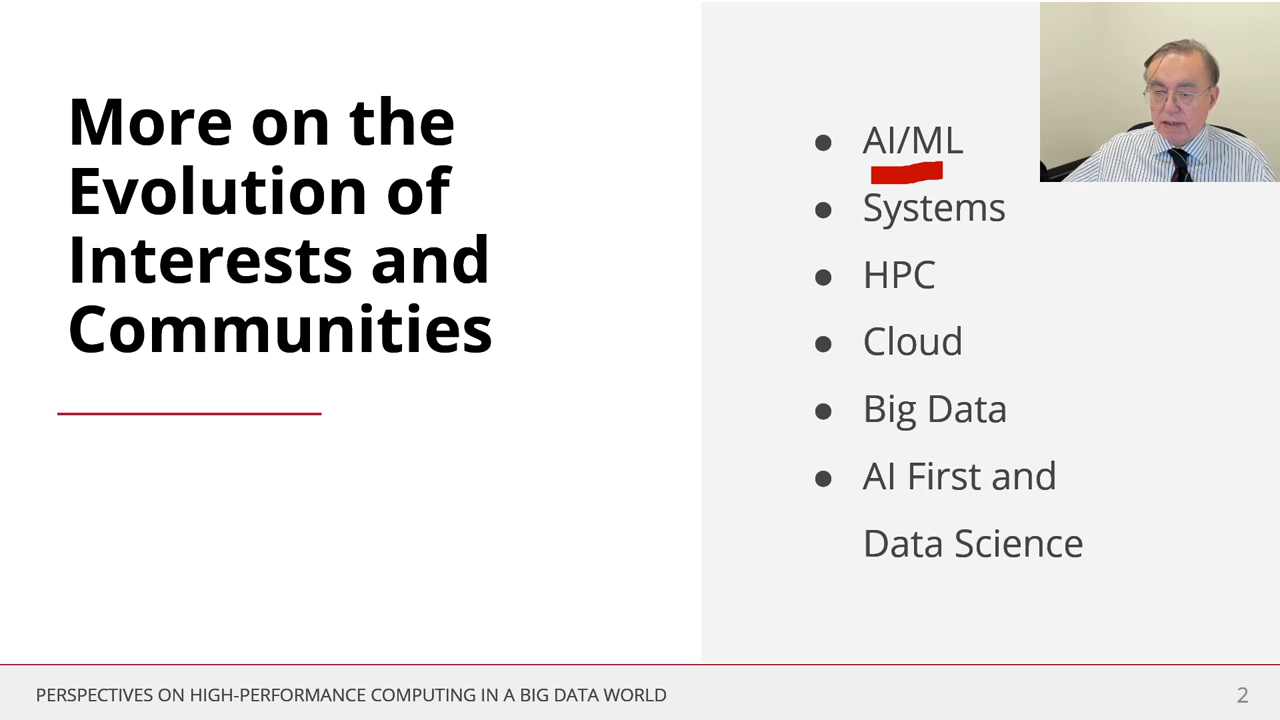 More on the
Evolution of
Interests and
Communities
● AI/ML
● Systems
● HPC
● Cloud
● Big Data
● AI First and
Data Science
PERSPECTIVES ON HIGH-PERFORMANCE COMPUTING IN A BIG DATA WORLD
2